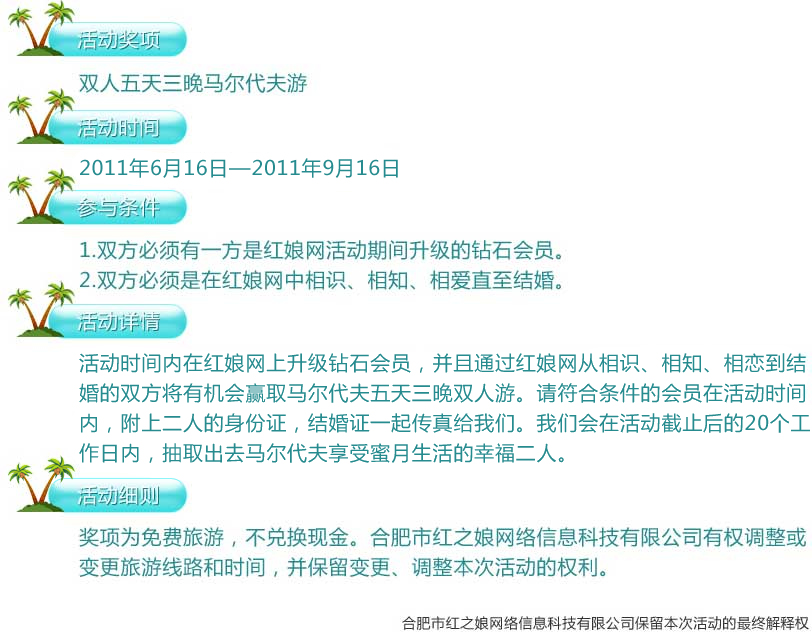 活动奖项
双人五天三晚马尔代夫游
活动时间
2011年6月16日—2011年9月16日
参与条件
1.双方必须有一方是红娘网活动期间升级的钻石会员。
2.双方必须是在红娘网中相识、相知、相爱直至结婚。
活动详情
活动时间内在红娘网上升级钻石会员，并且通过红娘网从相识、相知、相恋到结
婚的双方将有机会赢取马尔代夫五天三晚双人游。请符合条件的会员在活动时间
内，附上二人的身份证，结婚证一起传真给我们。我们会在活动截止后的20个工
作日内，抽取出去马尔代夫享受蜜月生活的幸福二人。
活动细则
奖项为免费旅游，不兑换现金。合肥市红之娘网络信息科技有限公司有权调整或
变更旅游线路和时间，并保留变更、调整本次活动的权利。
合肥市红之娘网络信息科技有限公司保留本次活动的最终解释权